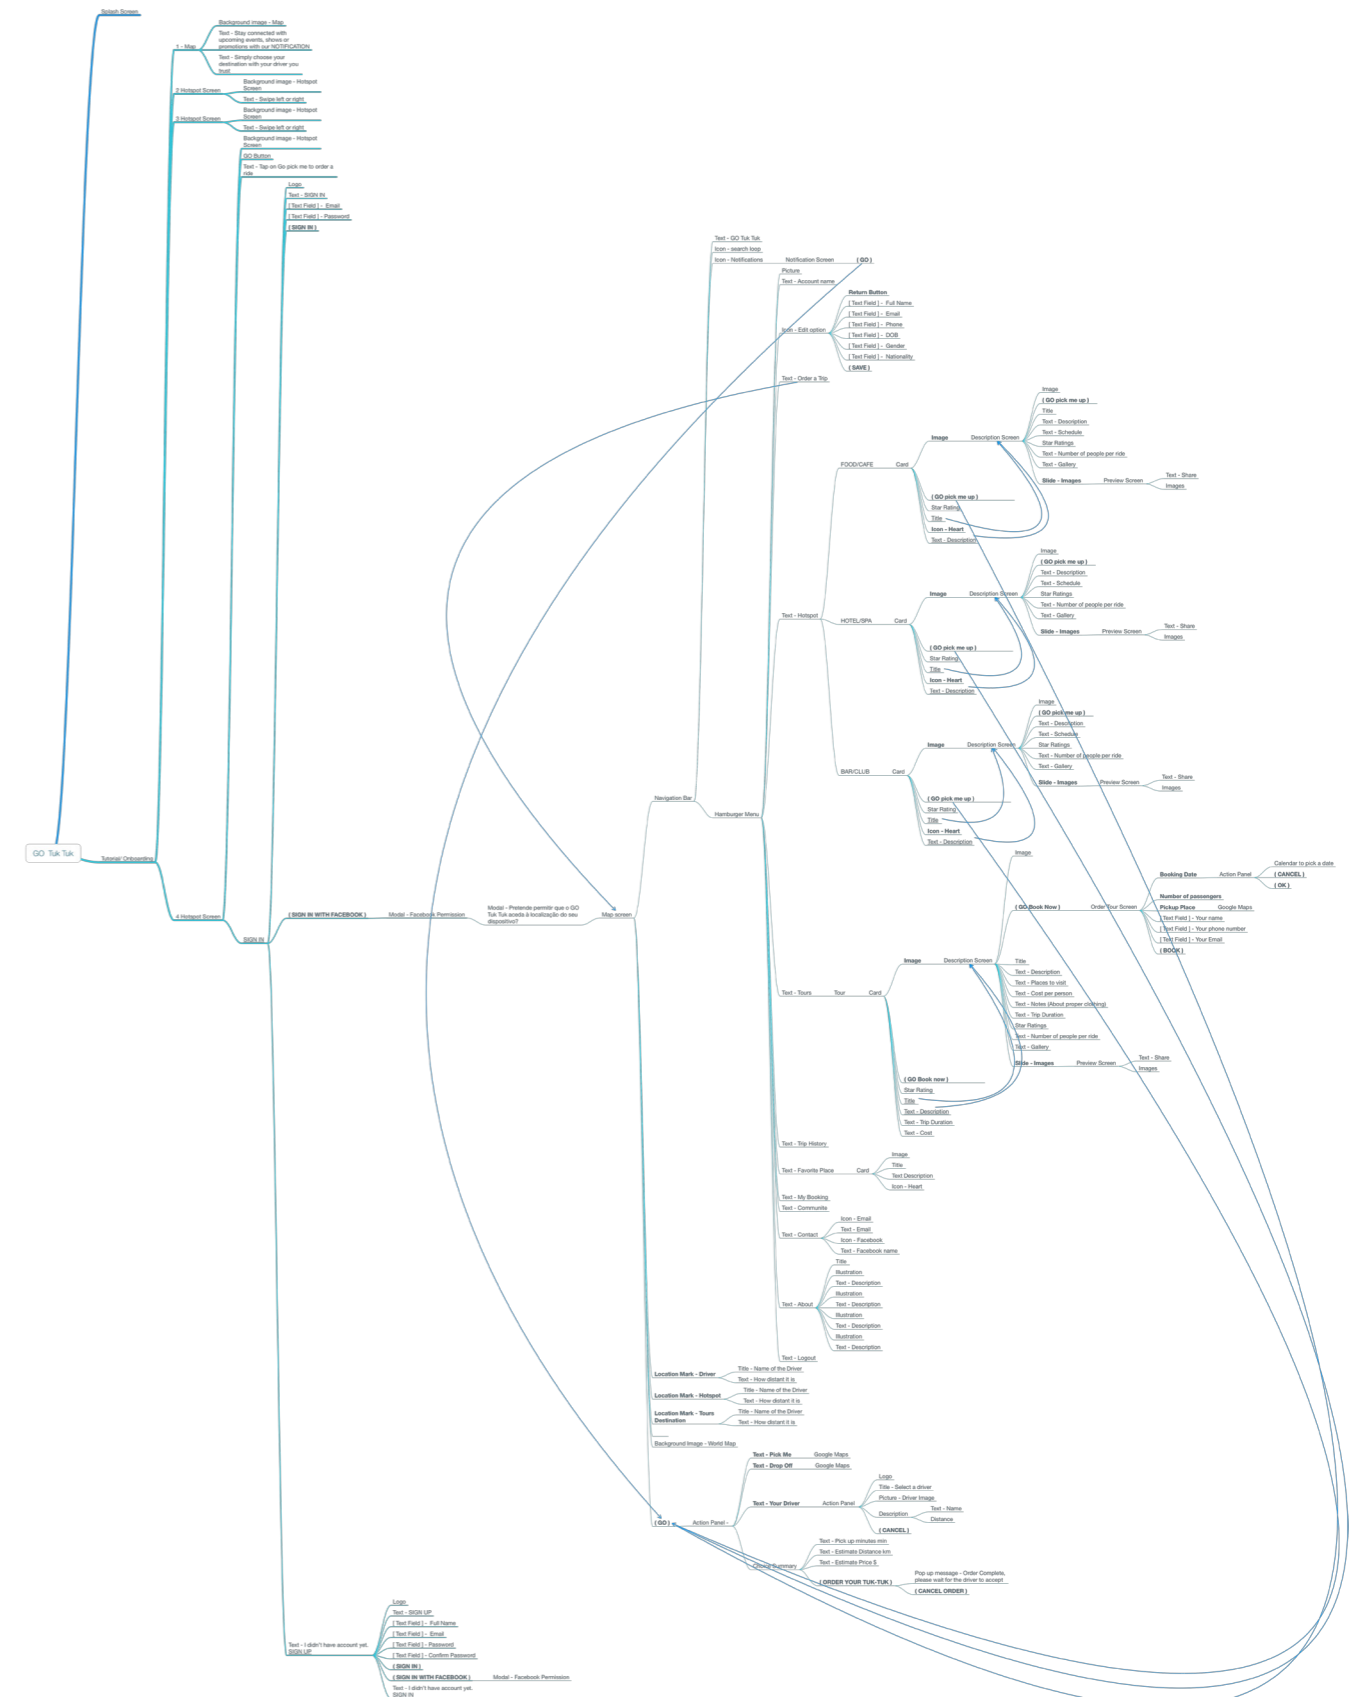 Splash Screen
Background image - Map
Text - Stay connected with
upcoming events, shows or
promotions with our NOTIFICATION
1 - Map
Text - Simply choose your
destination with your driver you
trust
Background image - Hotspot
Screen
2 Hotspot Screen
Text - Swipe left or right
Background image - Hotspot
Screen
3 Hotspot Screen
Text - Swipe left or right
Background image - Hotspot
Screen
GO Button
Text - Tap on Go pick me to order a
ride
Logo
Text - SIGN IN
[ Text Field ] - Email
[ Text Field ] - Password
( SIGN IN )
Text - GO Tuk Tuk
Icon - search loop
Icon - Notifications
Notification Screen
( GO )
Picture
Text - Account name
Return Button
[ Text Field ] - Full Name
[ Text Field ] - Email
[ Text Field ] - Phone
Icon - Edit option
[ Text Field ] - DOB
[ Text Field ] - Gender
[ Text Field ] - Nationality
( SAVE )
Text - Order a Trip
Image
( GO pick me up )
Title
Text - Description
Text - Schedule
Image
Description Screen
Star Ratings
Text - Number of people per ride
Text - Gallery
FOOD/CAFE
Card
Slide - Images
Preview Screen
Text - Share
Images
( GO pick me up )
Star Rating
Title
Icon - Heart
Text - Description
Image
( GO pick me up )
Text - Description
Text - Schedule
Image
Description Screen
Star Ratings
Text - Number of people per ride
Text - Gallery
Text - Hotspot
HOTEL/SPA
Card
Slide - Images
Preview Screen
Text - Share
Images
( GO pick me up )
Star Rating
Title
Icon - Heart
Text - Description
Image
( GO pick me up )
Text - Description
Text - Schedule
Image
Description Screen
Star Ratings
Text - Number of people per ride
Text - Gallery
BAR/CLUB
Card
Slide - Images
Preview Screen
Text - Share
Images
( GO pick me up )
Star Rating
Title
Icon - Heart
Text - Description
Navigation Bar
Hamburger Menu
GO Tuk Tuk
Tutorial/ Onboarding
4 Hotspot Screen
SIGN IN
( SIGN IN WITH FACEBOOK )
Modal - Facebook Permission
Modal - Pretende permitir que o GO
Tuk Tuk aceda à localização do seu
dispositivo?
Map screen
Image
Calendar to pick a date
Booking Date
Action Panel
( CANCEL )
( OK )
Number of passengers
( GO Book Now )
Order Tour Screen
Pickup Place
Google Maps
[ Text Field ] - Your name
[ Text Field ] - Your phone number
[ Text Field ] - Your Email
( BOOK )
Image
Description Screen
Title
Text - Description
Text - Places to visit
Text - Cost per person
Text - Notes (About proper clothing)
Text - Trip Duration
Star Ratings
Text - Number of people per ride
Text - Gallery
Slide - Images
Preview Screen
Text - Share
Images
Text - Tours
Tour
Card
( GO Book now )
Star Rating
Title
Text - Description
Text - Trip Duration
Text - Cost
Text - Trip History
Image
Title
Text - Favorite Place
Card
Text Description
Icon - Heart
Text - My Booking
Text - Communite
Icon - Email
Text - Email
Text - Contact
Icon - Facebook
Text - Facebook name
Title
Illustration
Text - Description
Illustration
Text - About
Text - Description
Illustration
Text - Description
Illustration
Text - Description
Text - Logout
Location Mark - Driver
Title - Name of the Driver
Text - How distant it is
Location Mark - Hotspot
Title - Name of the Driver
Text - How distant it is
Location Mark - Tours
Destination
Title - Name of the Driver
Text - How distant it is
Background Image - World Map
Text - Pick Me
Google Maps
Text - Drop Off
Google Maps
Logo
Title - Select a driver
Picture - Driver Image
Text - Your Driver
Action Panel
Description
Text - Name
Distance
( CANCEL )
( GO )
Action Panel -
Text - Pick up minutes min
Text - Estimate Distance km
Text - Estimate Price $
Choice Summary
( ORDER YOUR TUK-TUK )
Pop up message - Order Complete,
please wait for the driver to accept
( CANCEL ORDER )
Logo
Text - SIGN UP
[ Text Field ] - Full Name
[ Text Field ] - Email
Text - I didn't have account yet.
SIGN UP
[ Text Field ] - Password
[ Text Field ] - Confirm Password
( SIGN IN )
( SIGN IN WITH FACEBOOK )
Modal - Facebook Permission
Text - I didn't have account yet.
SIGN IN